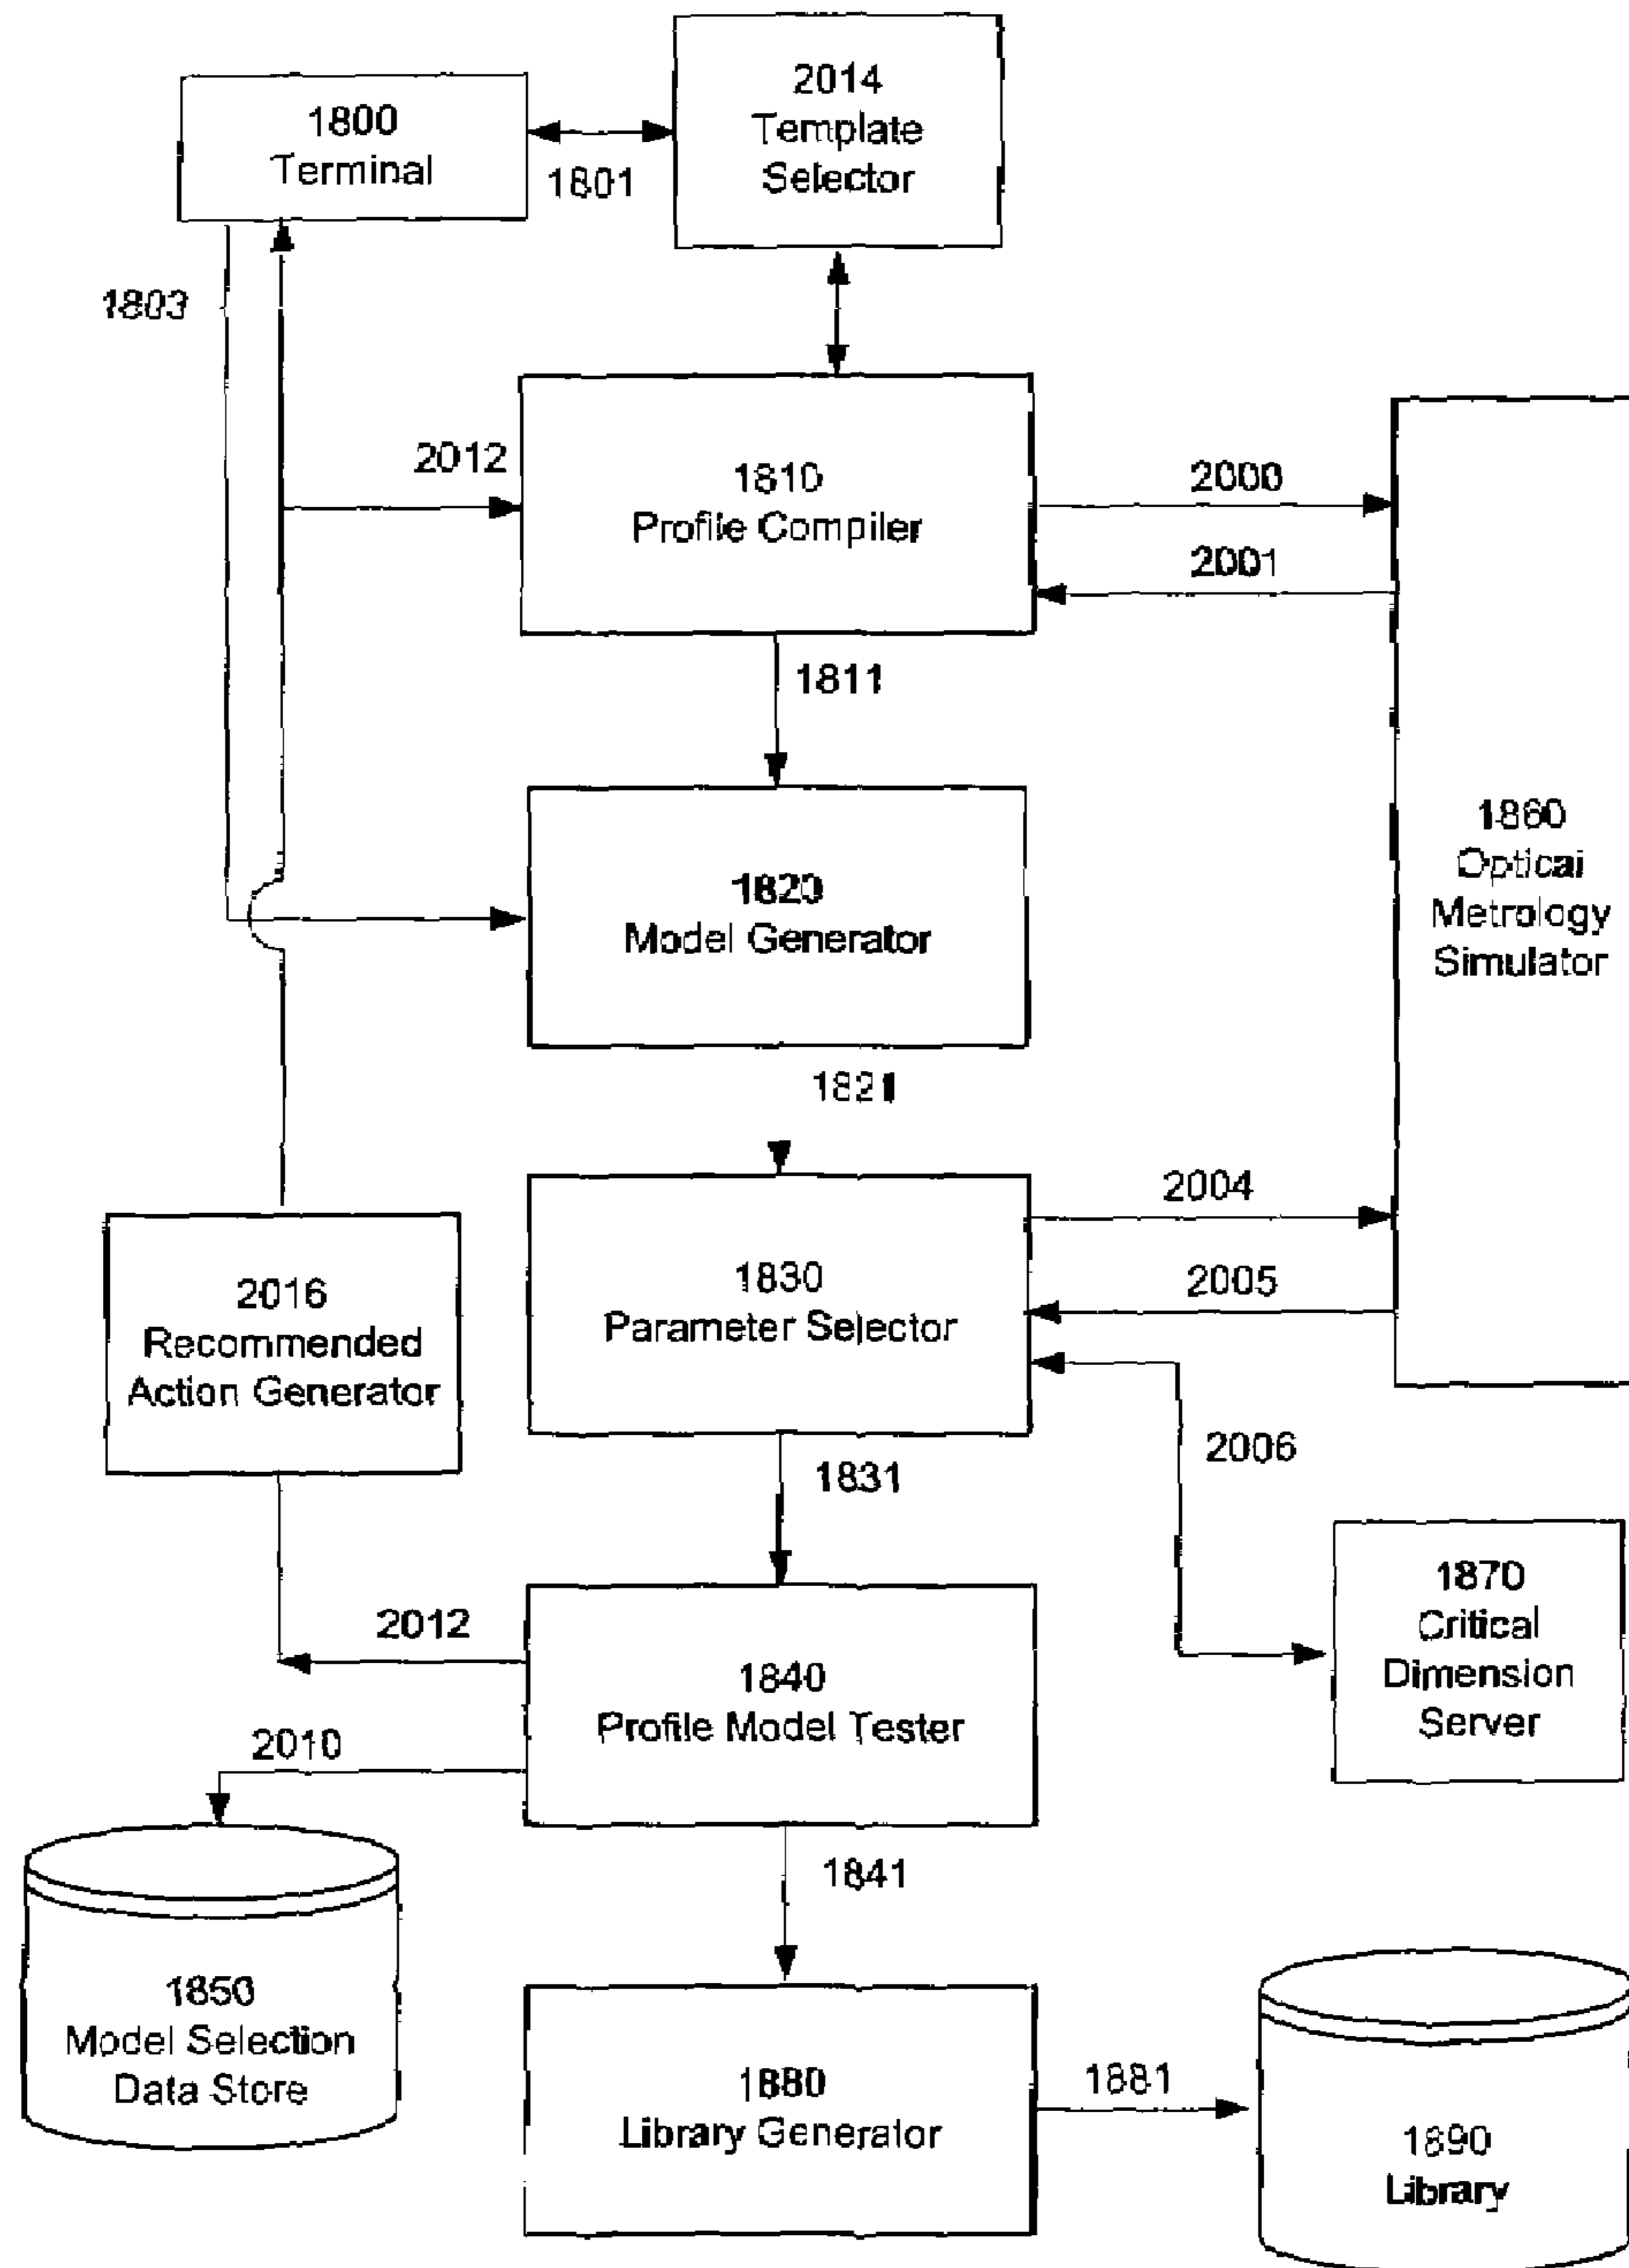 2014
Template
Selector
1800
Terminal
1801
1803
2012
1810
Profile Compiler
2000
2001
1811
1860
Optical
Metrology
Simulator
1820
Model Generator
1821
2004
2016
Recommended
Action Generator
1830
Parameter Selector
2005
2006
1831
1870
Critical
Dimension
Server
2012
1840
Profile Model Tester
2010
1841
1850
Model Selection
Data Store
1880
Library Generator
1881
1890
Library